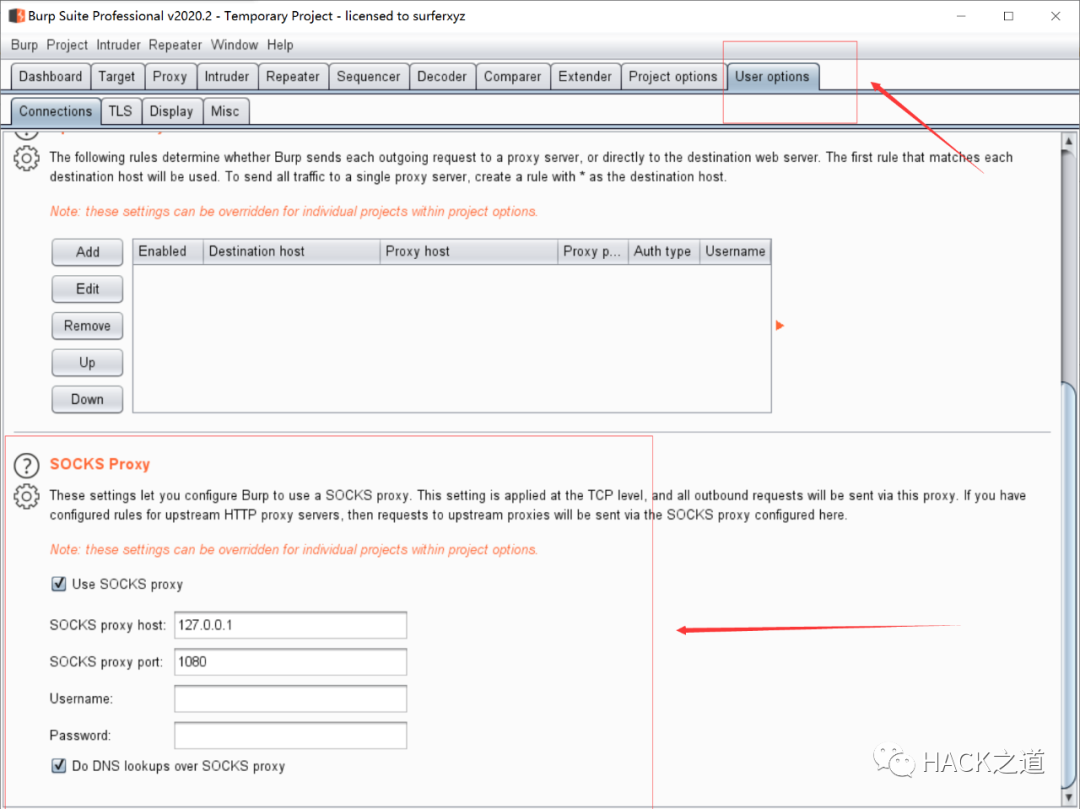 Burp Suite Professional v2020.2 - Temporary Project - licensed to surferxyz
Burp Project Intruder Repeater Window Help
Dashboard Target Proxy Intruder Repeater Sequencer Decoder Comparer Extender Project options User options
Connections TLS Display Misc
The following rules determine whether Burp sends each outgoing request to a proxy server, or directly to the destination web server. The first rule that matches each
destination host will be used. To send all traffic to a single proxy server, create a rule with * as the destination host.
Note: these settings can be overridden for individual projects within project options.
Add Enabled Destination host Proxy host Proxy p... Auth type Username
Edit
Remove
Up
Down
? SOCKS Proxy
These settings let you configure Burp to use a SOCKS proxy. This setting is applied at the TCP level, and all outbound requests will be sent via this proxy. If you have
configured rules for upstream HTTP proxy servers, then requests to upstream proxies will be sent via the SOCKS proxy configured here.
Note: these settings can be overridden for individual projects within project options.
Use SOCKS proxy
SOCKS proxy host: 127.0.0.1
SOCKS proxy port: 1080
Username:
Password:
Do DNS lookups over SOCKS proxy
HACK之道